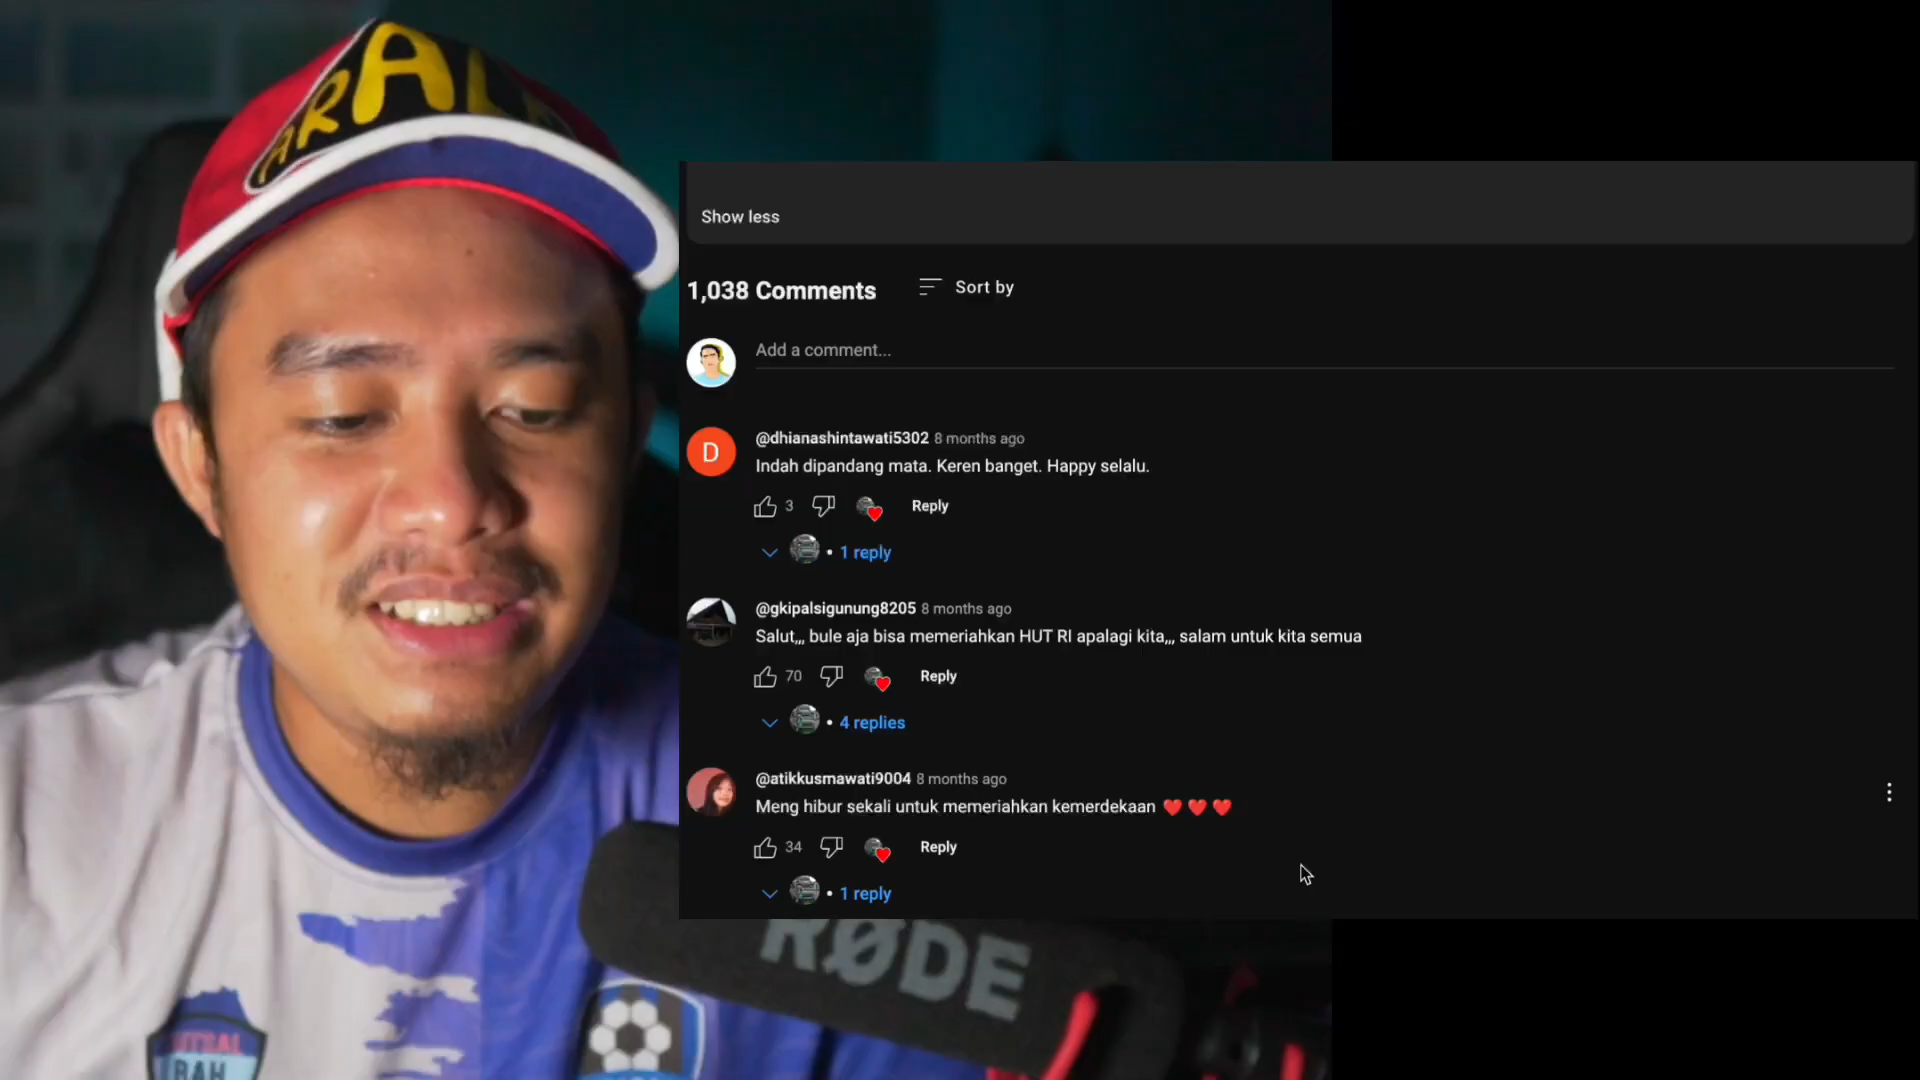 Show less
1,038 Comments
Sort by
Add a comment...
D
@dhianashintawati5302 8 months ago
Indah dipandang mata. Keren banget. Happy selalu.
3
Reply
• 1 reply
@gkipalsigunung8205 8 months ago
Salut,,, bule aja bisa memeriahkan HUT RI apalagi kita,,, salam untuk kita semua
70
Reply
• 4 replies
@atikkusmawati9004 8 months ago
Meng hibur sekali untuk memeriahkan kemerdekaan ❤️ ❤️ ❤️
34
Reply
• 1 reply
RØDE